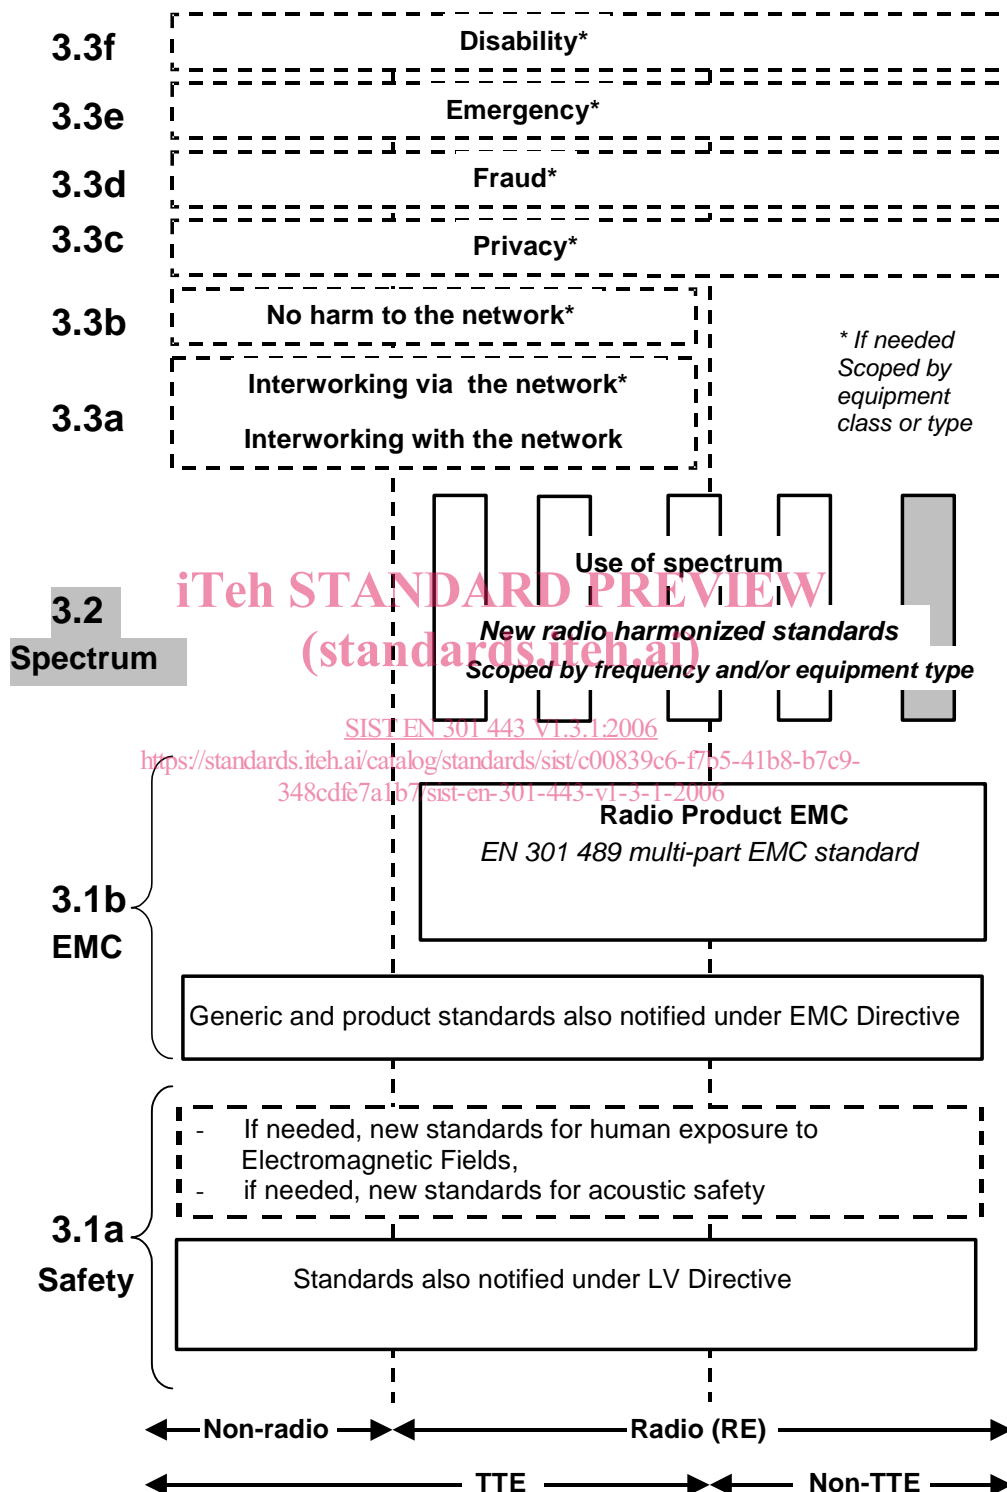 3.3f
Disability*
3.3e
Emergency*
3.3d
Fraud*
3.3c
Privacy*
3.3b
No harm to the network*
* If needed
Scoped by
equipment
class or type
3.3a
Interworking via the network*
Interworking with the network
Use of spectrum
iTeh STANDARD PREVIEW
3.2
Spectrum
New radio harmonized standards
(standards.iteh.ai)
Scoped by frequency and/or equipment type
SIST EN 301 443 V1.3.1:2006
https://standards.iteh.ai/catalog/standards/sist/c00839c6-f7b5-41b8-b7c9-
348cdfe7a1b7/sist-en-301-443-v1-3-1-2006
Radio Product EMC
EN 301 489 multi-part EMC standard
3.1b
EMC
Generic and product standards also notified under EMC Directive
- If needed, new standards for human exposure to
Electromagnetic Fields,
- if needed, new standards for acoustic safety
3.1a
Safety
Standards also notified under LV Directive
Non-radio
Radio (RE)
TTE
Non-TTE